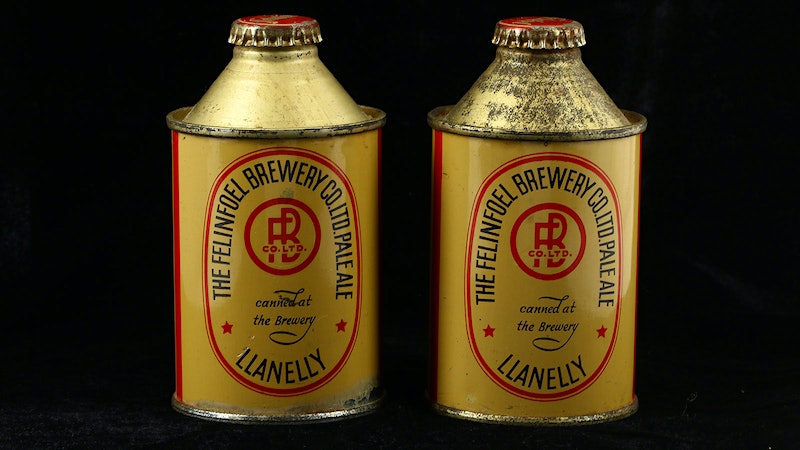 THE FELINFOEL BREWERY CO. LTD. PALE ALE
FB
CO. LTD.
canned at
the Brewery
LLANELLY
THE FELINFOEL BREWERY CO. LTD. PALE ALE
FB
CO. LTD.
canned at
the Brewery
LLANELLY